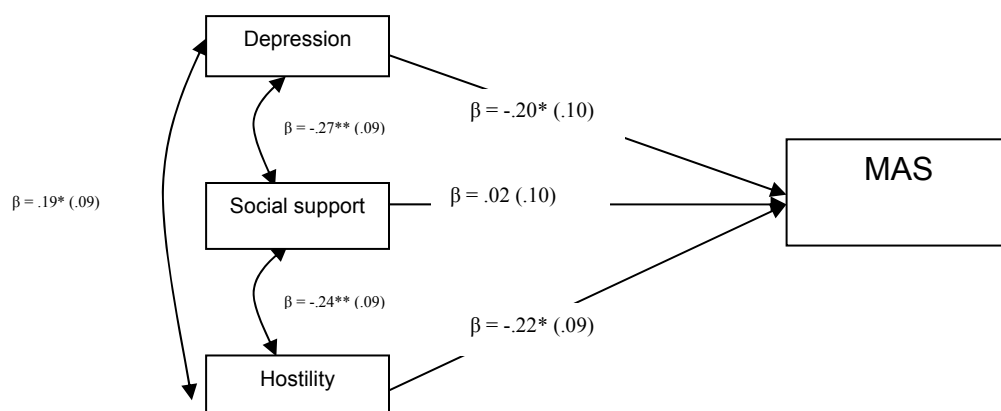 Depression
β = -.20* (.10)
β = -.27** (.09)
MAS
β = .19* (.09)
Social support
β = .02 (.10)
β = -.24** (.09)
β = -.22* (.09)
Hostility